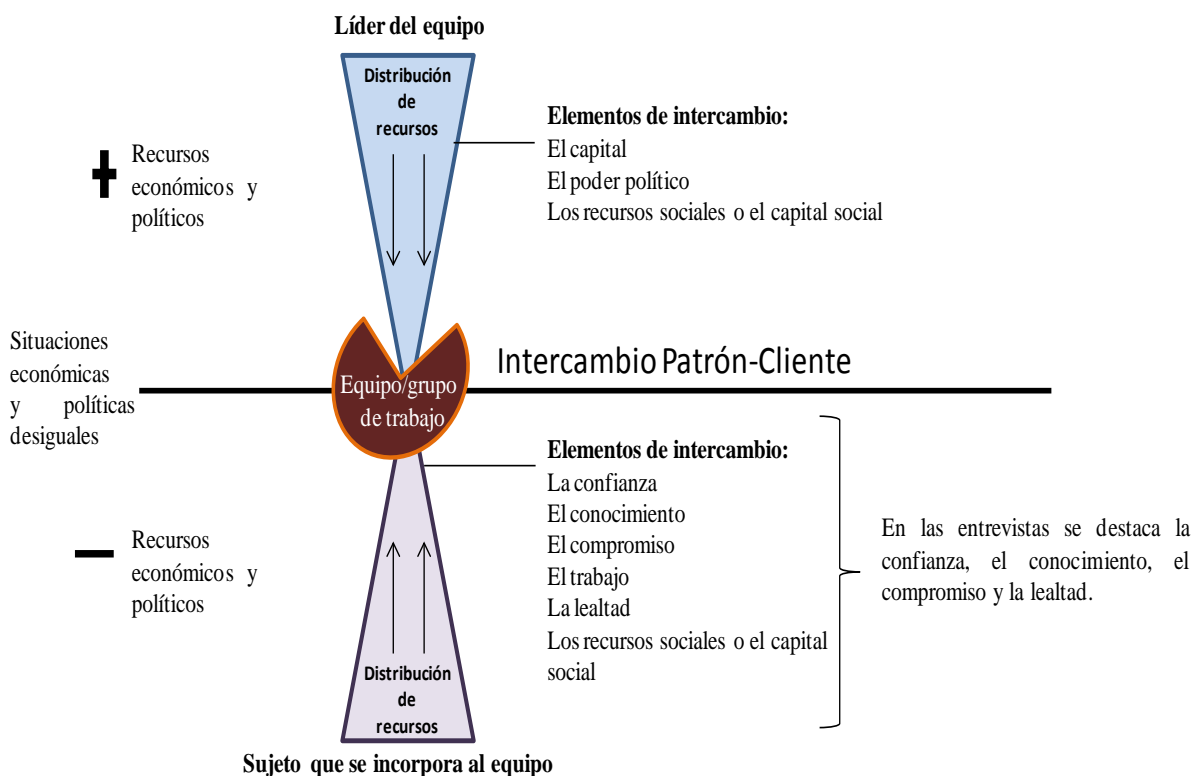 Líder del equipo
Distribución
de
recursos
Elementos de intercambio:
El capital
El poder político
Los recursos sociales o el capital social
+ Recursos
económicos y
políticos
Situaciones
económicas
y políticas
desiguales
Intercambio Patrón-Cliente
Equipo/grupo
de trabajo
Elementos de intercambio:
La confianza
El conocimiento
El compromiso
El trabajo
La lealtad
Los recursos sociales o el capital
social
En las entrevistas se destaca la
confianza, el conocimiento, el
compromiso y la lealtad.
− Recursos
económicos y
políticos
Distribución
de
recursos
Sujeto que se incorpora al equipo